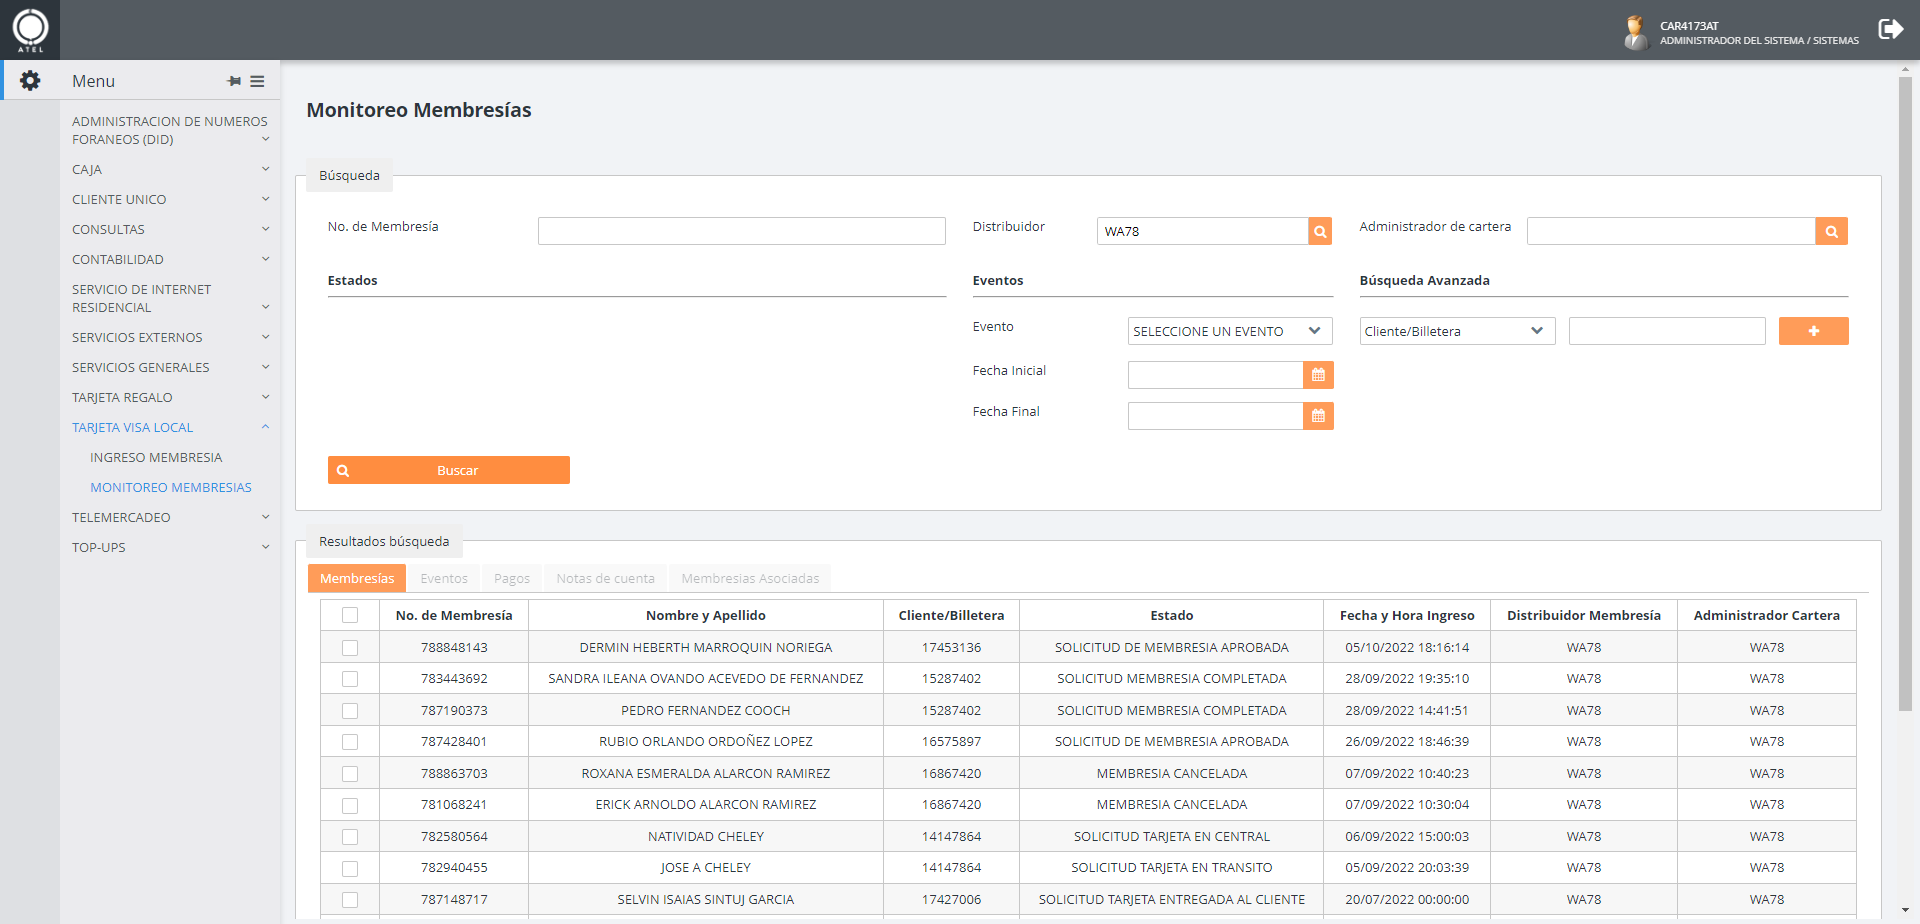 ATEL
CAR4173AT
ADMINISTRADOR DEL SISTEMA / SISTEMAS
Menu
ADMINISTRACION DE NUMEROS
FORANEOS (DID)
CAJA
CLIENTE UNICO
CONSULTAS
CONTABILIDAD
SERVICIO DE INTERNET
RESIDENCIAL
SERVICIOS EXTERNOS
SERVICIOS GENERALES
TARJETA REGALO
TARJETA VISA LOCAL
INGRESO MEMBRESIA
MONITOREO MEMBRESIAS
TELEMERCADEO
TOP-UPS
Monitoreo Membresías
Búsqueda
No. de Membresía
Distribuidor WA78
Administrador de cartera
Estados
Eventos
Búsqueda Avanzada
Evento SELECCIONE UN EVENTO
Cliente/Billetera
Fecha Inicial
Fecha Final
Buscar
Resultados búsqueda
Membresías Eventos Pagos Notas de cuenta Membresias Asociadas
No. de Membresía Nombre y Apellido Cliente/Billetera Estado Fecha y Hora Ingreso Distribuidor Membresía Administrador Cartera
788848143 DERMIN HEBERTH MARROQUIN NORIEGA 17453136 SOLICITUD DE MEMBRESIA APROBADA 05/10/2022 18:16:14 WA78 WA78
783443692 SANDRA ILEANA OVANDO ACEVEDO DE FERNANDEZ 15287402 SOLICITUD MEMBRESIA COMPLETADA 28/09/2022 19:35:10 WA78 WA78
787190373 PEDRO FERNANDEZ COOCH 15287402 SOLICITUD MEMBRESIA COMPLETADA 28/09/2022 14:41:51 WA78 WA78
787428401 RUBIO ORLANDO ORDOÑEZ LOPEZ 16575897 SOLICITUD DE MEMBRESIA APROBADA 26/09/2022 18:46:39 WA78 WA78
788863703 ROXANA ESMERALDA ALARCON RAMIREZ 16867420 MEMBRESIA CANCELADA 07/09/2022 10:40:23 WA78 WA78
781068241 ERICK ARNOLDO ALARCON RAMIREZ 16867420 MEMBRESIA CANCELADA 07/09/2022 10:30:04 WA78 WA78
782580564 NATIVIDAD CHELEY 14147864 SOLICITUD TARJETA EN CENTRAL 06/09/2022 15:00:03 WA78 WA78
782940455 JOSE A CHELEY 14147864 SOLICITUD TARJETA EN TRANSITO 05/09/2022 20:03:39 WA78 WA78
787148717 SELVIN ISAIAS SINTUJ GARCIA 17427006 SOLICITUD TARJETA ENTREGADA AL CLIENTE 20/07/2022 00:00:00 WA78 WA78